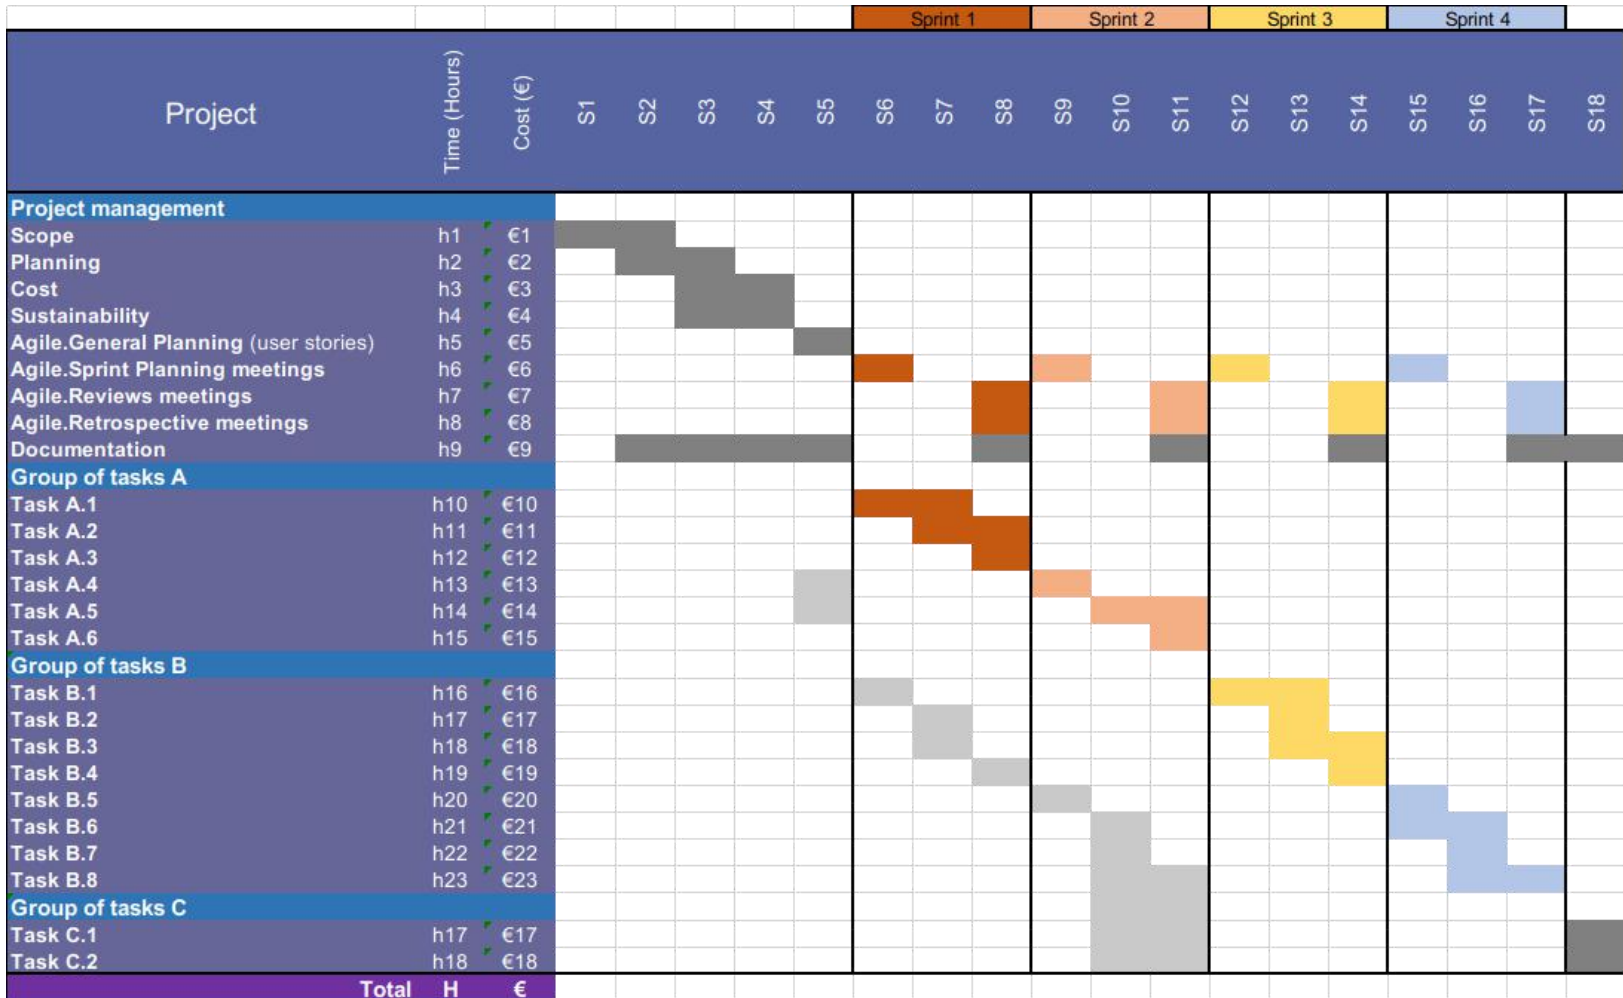 Sprint 1 Sprint 2 Sprint 3 Sprint 4
Project Time (Hours) Cost (€) S1 S2 S3 S4 S5 S6 S7 S8 S9 S10 S11 S12 S13 S14 S15 S16 S17 S18
Project management
Scope h1 €1
Planning h2 €2
Cost h3 €3
Sustainability h4 €4
Agile.General Planning (user stories) h5 €5
Agile.Sprint Planning meetings h6 €6
Agile.Reviews meetings h7 €7
Agile.Retrospective meetings h8 €8
Documentation h9 €9
Group of tasks A
Task A.1 h10 €10
Task A.2 h11 €11
Task A.3 h12 €12
Task A.4 h13 €13
Task A.5 h14 €14
Task A.6 h15 €15
Group of tasks B
Task B.1 h16 €16
Task B.2 h17 €17
Task B.3 h18 €18
Task B.4 h19 €19
Task B.5 h20 €20
Task B.6 h21 €21
Task B.7 h22 €22
Task B.8 h23 €23
Group of tasks C
Task C.1 h17 €17
Task C.2 h18 €18
Total H €